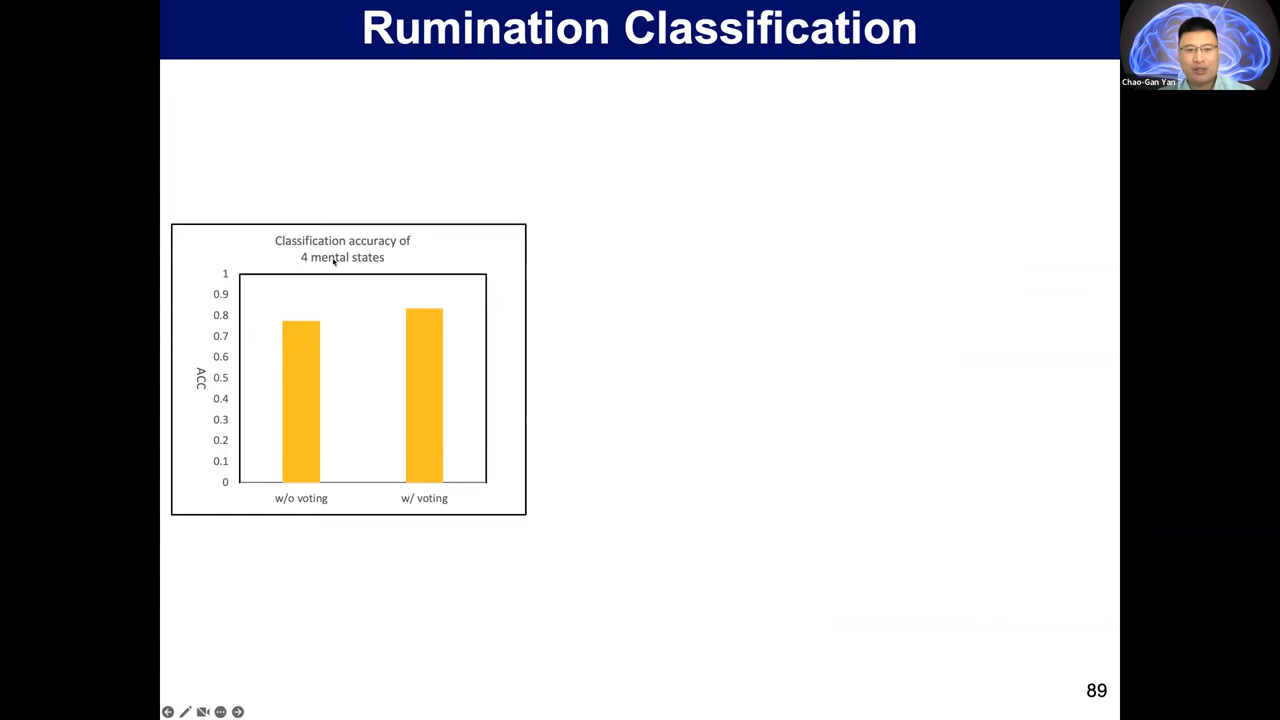 Rumination Classification
Chao-Gan Yan
Classification accuracy of
4 mental states
1
0.9
0.8
0.7
0.6
0.5
0.4
0.3
0.2
0.1
0
ACC
w/o voting
w/ voting
89